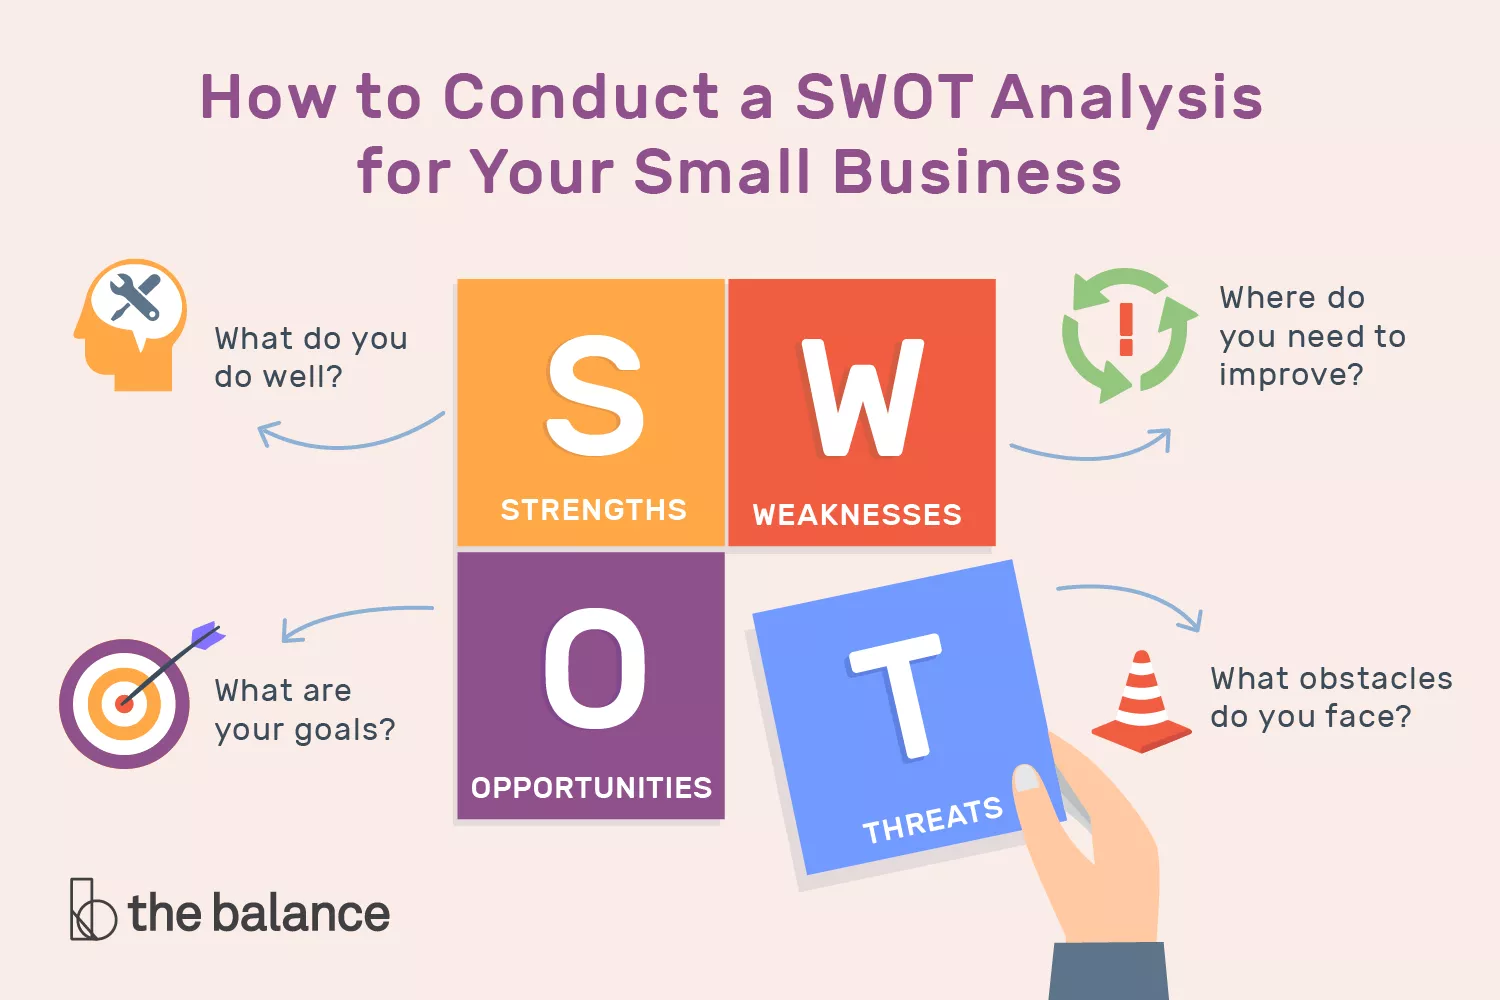 How to Conduct a SWOT Analysis
for Your Small Business
What do you
do well?
S
STRENGTHS
W
WEAKNESSES
Where do
you need to
improve?
What are
your goals?
O
OPPORTUNITIES
T
THREATS
What obstacles
do you face?
the balance